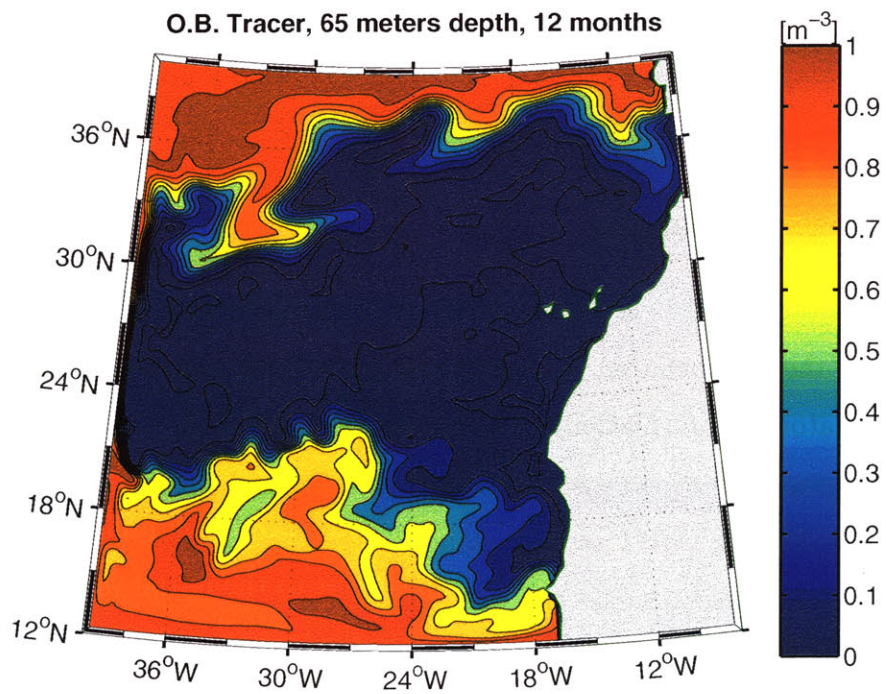 O.B. Tracer, 65 meters depth, 12 months
[m⁻³]
36°N
30°N
24°N
18°N
12°N
36°W
30°W
24°W
18°W
12°W
1
0.9
0.8
0.7
0.6
0.5
0.4
0.3
0.2
0.1
0